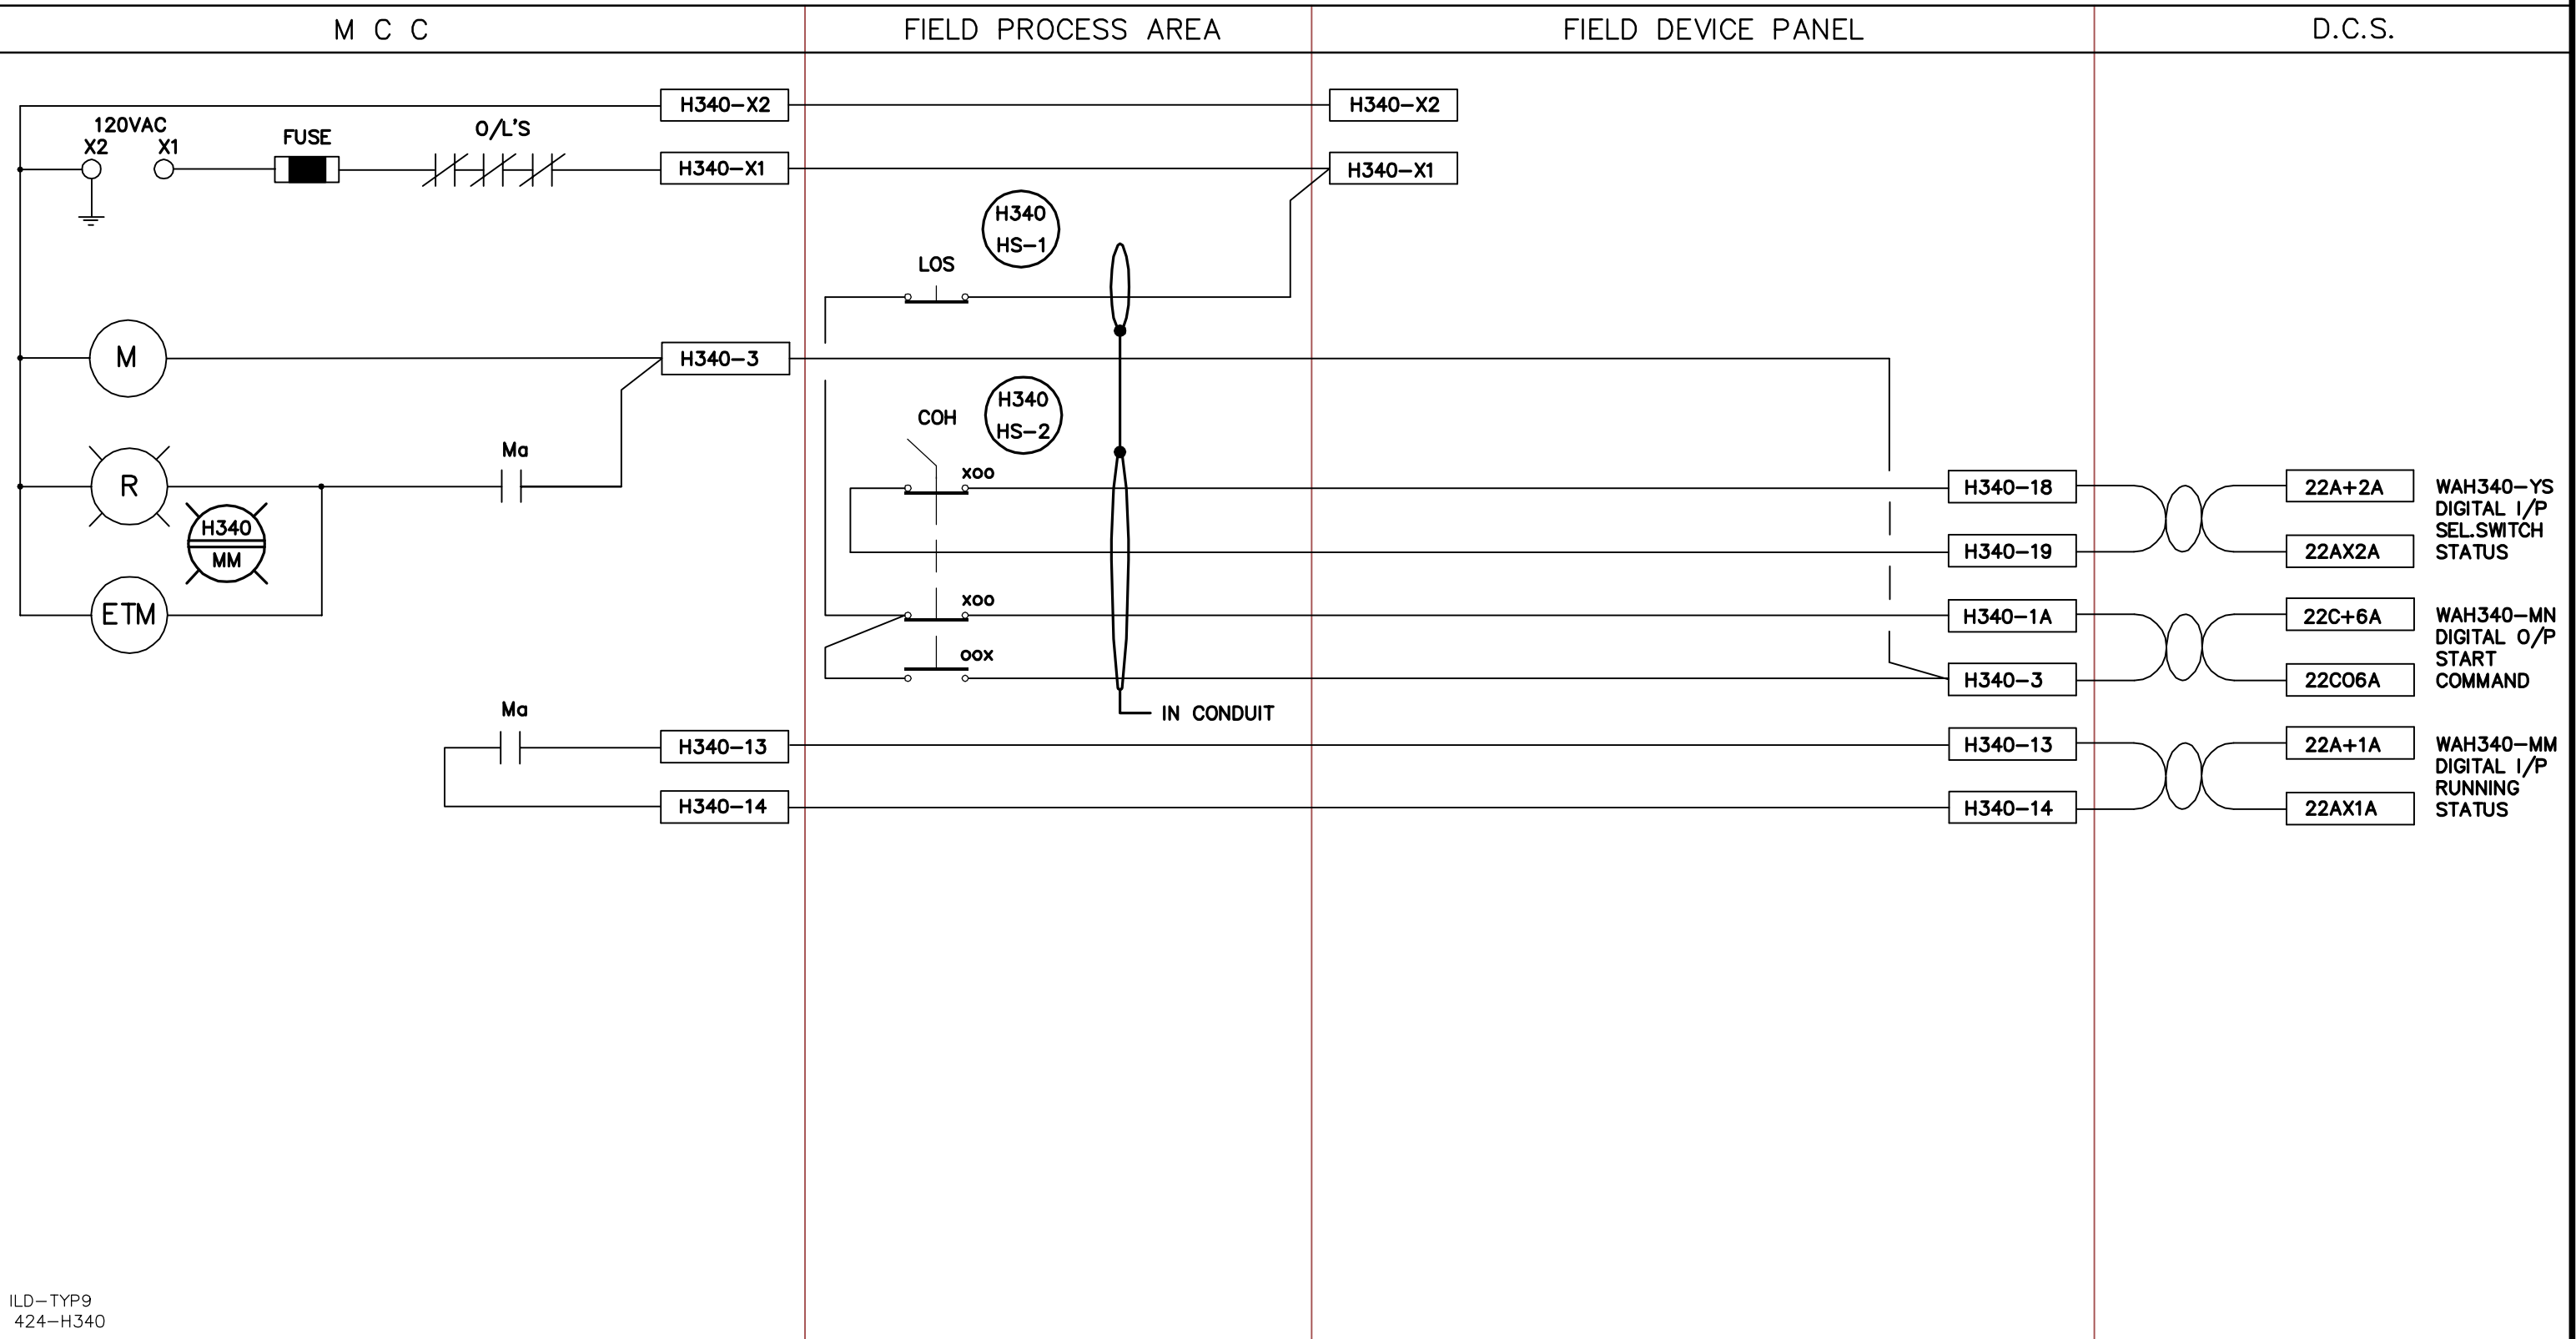 M C C
FIELD PROCESS AREA
FIELD DEVICE PANEL
D.C.S.
H340-X2
H340-X2
120VAC
X2
X1
FUSE
O/L'S
H340-X1
H340-X1
H340
HS-1
LOS
M
H340-3
H340
HS-2
COH
Ma
R
xoo
H340-18
22A+2A
WAH340-YS
DIGITAL I/P
SEL.SWITCH
STATUS
H340
MM
H340-19
22AX2A
ETM
xoo
H340-1A
22C+6A
WAH340-MN
DIGITAL O/P
START
COMMAND
oox
H340-3
22CO6A
IN CONDUIT
Ma
H340-13
H340-13
22A+1A
WAH340-MM
DIGITAL I/P
RUNNING
STATUS
H340-14
H340-14
22AX1A
ILD-TYP9
424-H340